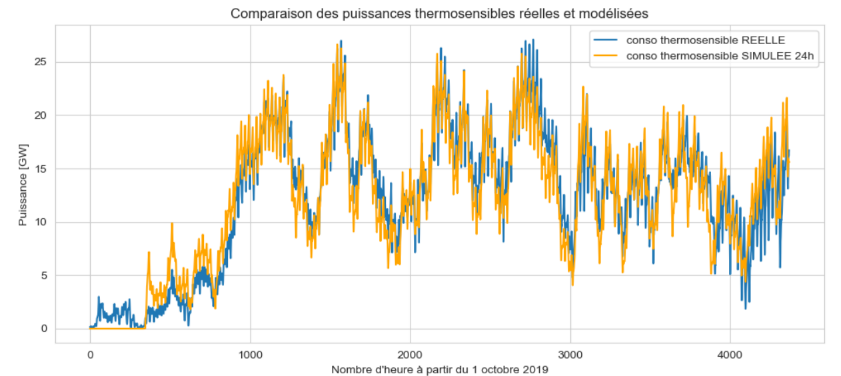 Comparaison des puissances thermosensibles réelles et modélisées
conso thermosensible REELLE
conso thermosensible SIMULEE 24h
Puissance [GW]
25
20
15
10
5
0
0 1000 2000 3000 4000
Nombre d'heure à partir du 1 octobre 2019